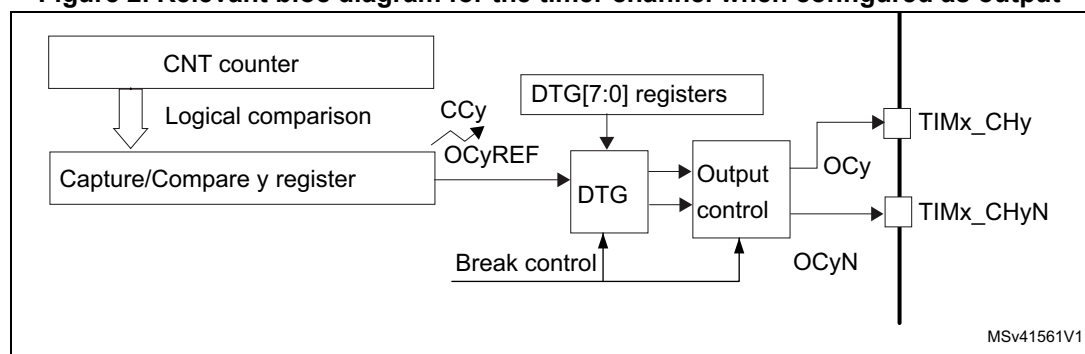 Figure 2. Relevant bloc diagram for the timer channel when configured as output
CNT counter
Logical comparison
Capture/Compare y register
CCy
OCyREF
DTG[7:0] registers
DTG
Output
control
Break control
OCy
OCyN
TIMx_CHy
TIMx_CHyN
MSv41561V1